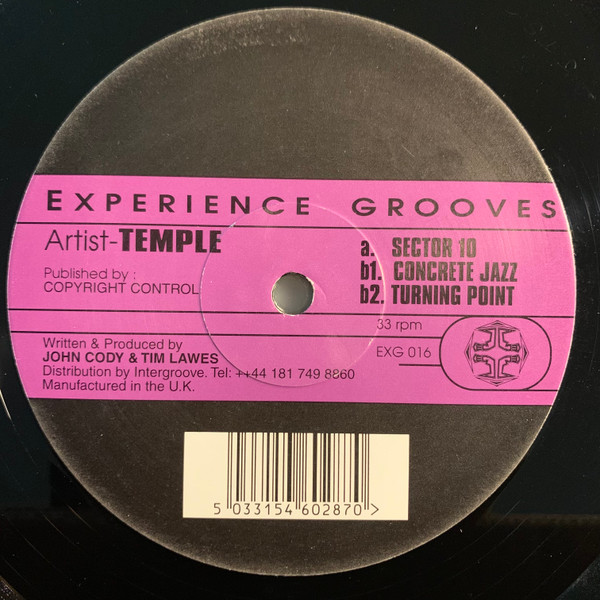 EXPERIENCE GROOVES
Artist-TEMPLE
Published by :
COPYRIGHT CONTROL
a. SECTOR 10
b1. CONCRETE JAZZ
b2. TURNING POINT
33 rpm
EXG 016
Written & Produced by
JOHN CODY & TIM LAWES
Distribution by Intergroove. Tel: ++44 181 749 8860
Manufactured in the U.K.
5 033154 602870 >